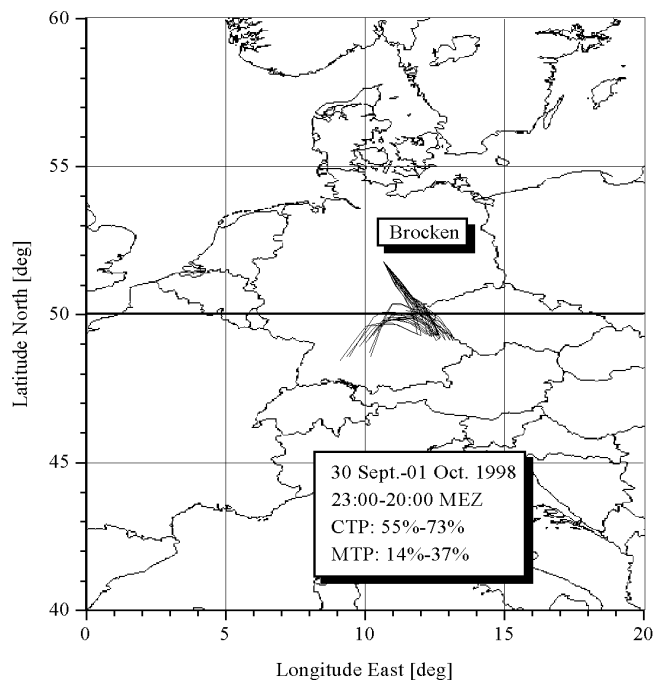 60
55
Brocken
50
Latitude North [deg]
45
30 Sept.-01 Oct. 1998
23:00-20:00 MEZ
CTP: 55%-73%
MTP: 14%-37%
40
0 5 10 15 20
Longitude East [deg]